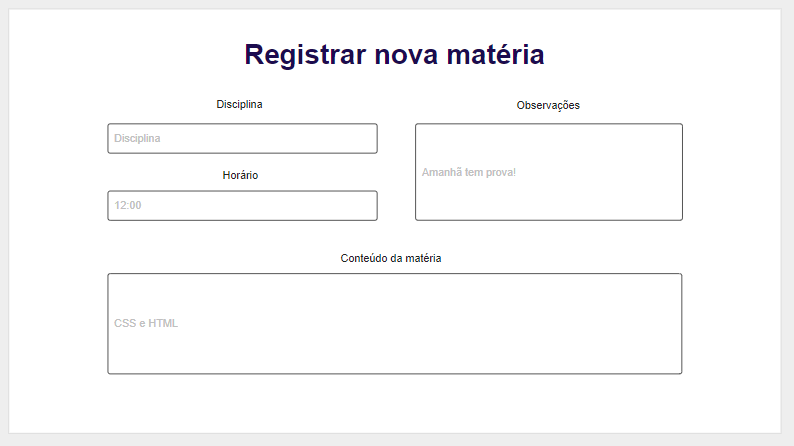 Registrar nova matéria
Disciplina
Disciplina
Horário
12:00
Observações
Amanhã tem prova!
Conteúdo da matéria
CSS e HTML